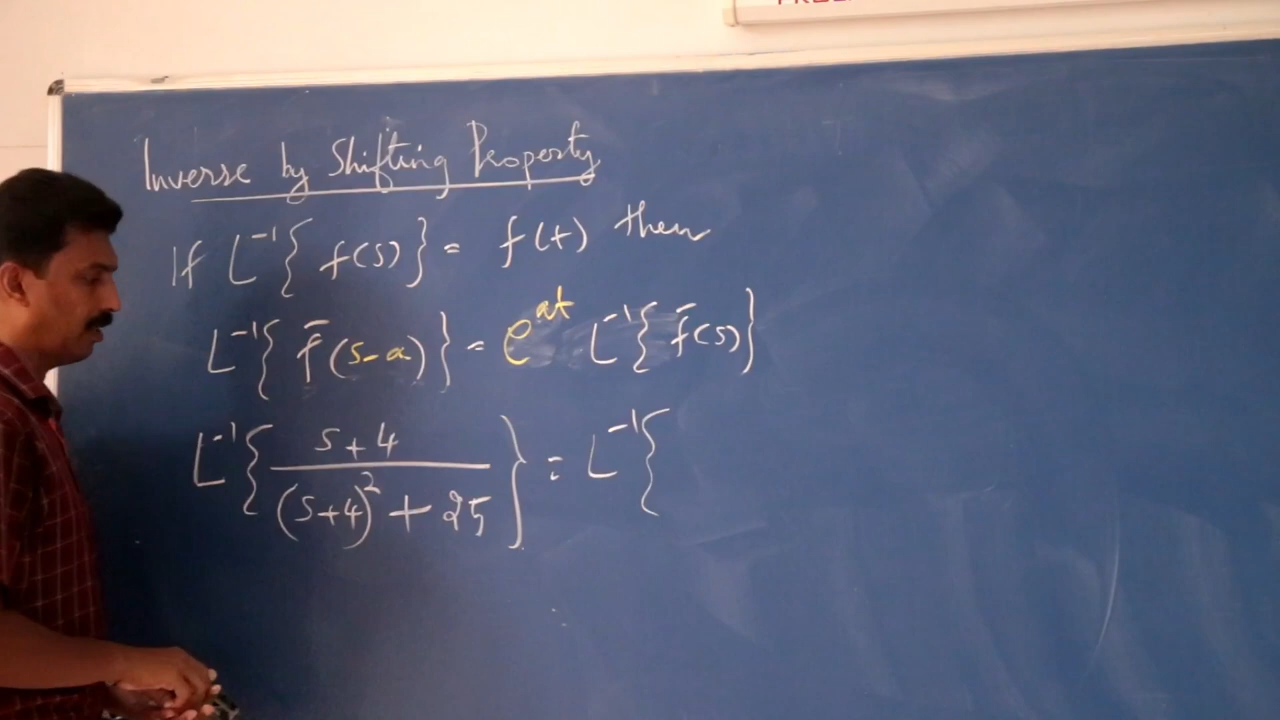 Inverse by Shifting Property
If L⁻¹{ f(s) } = f(t) then
L⁻¹{ f̄(s-a) } = e^{at} L⁻¹{ f̄(s) }
L⁻¹{ (s+4) / ((s+4)² + 25) } = L⁻¹{